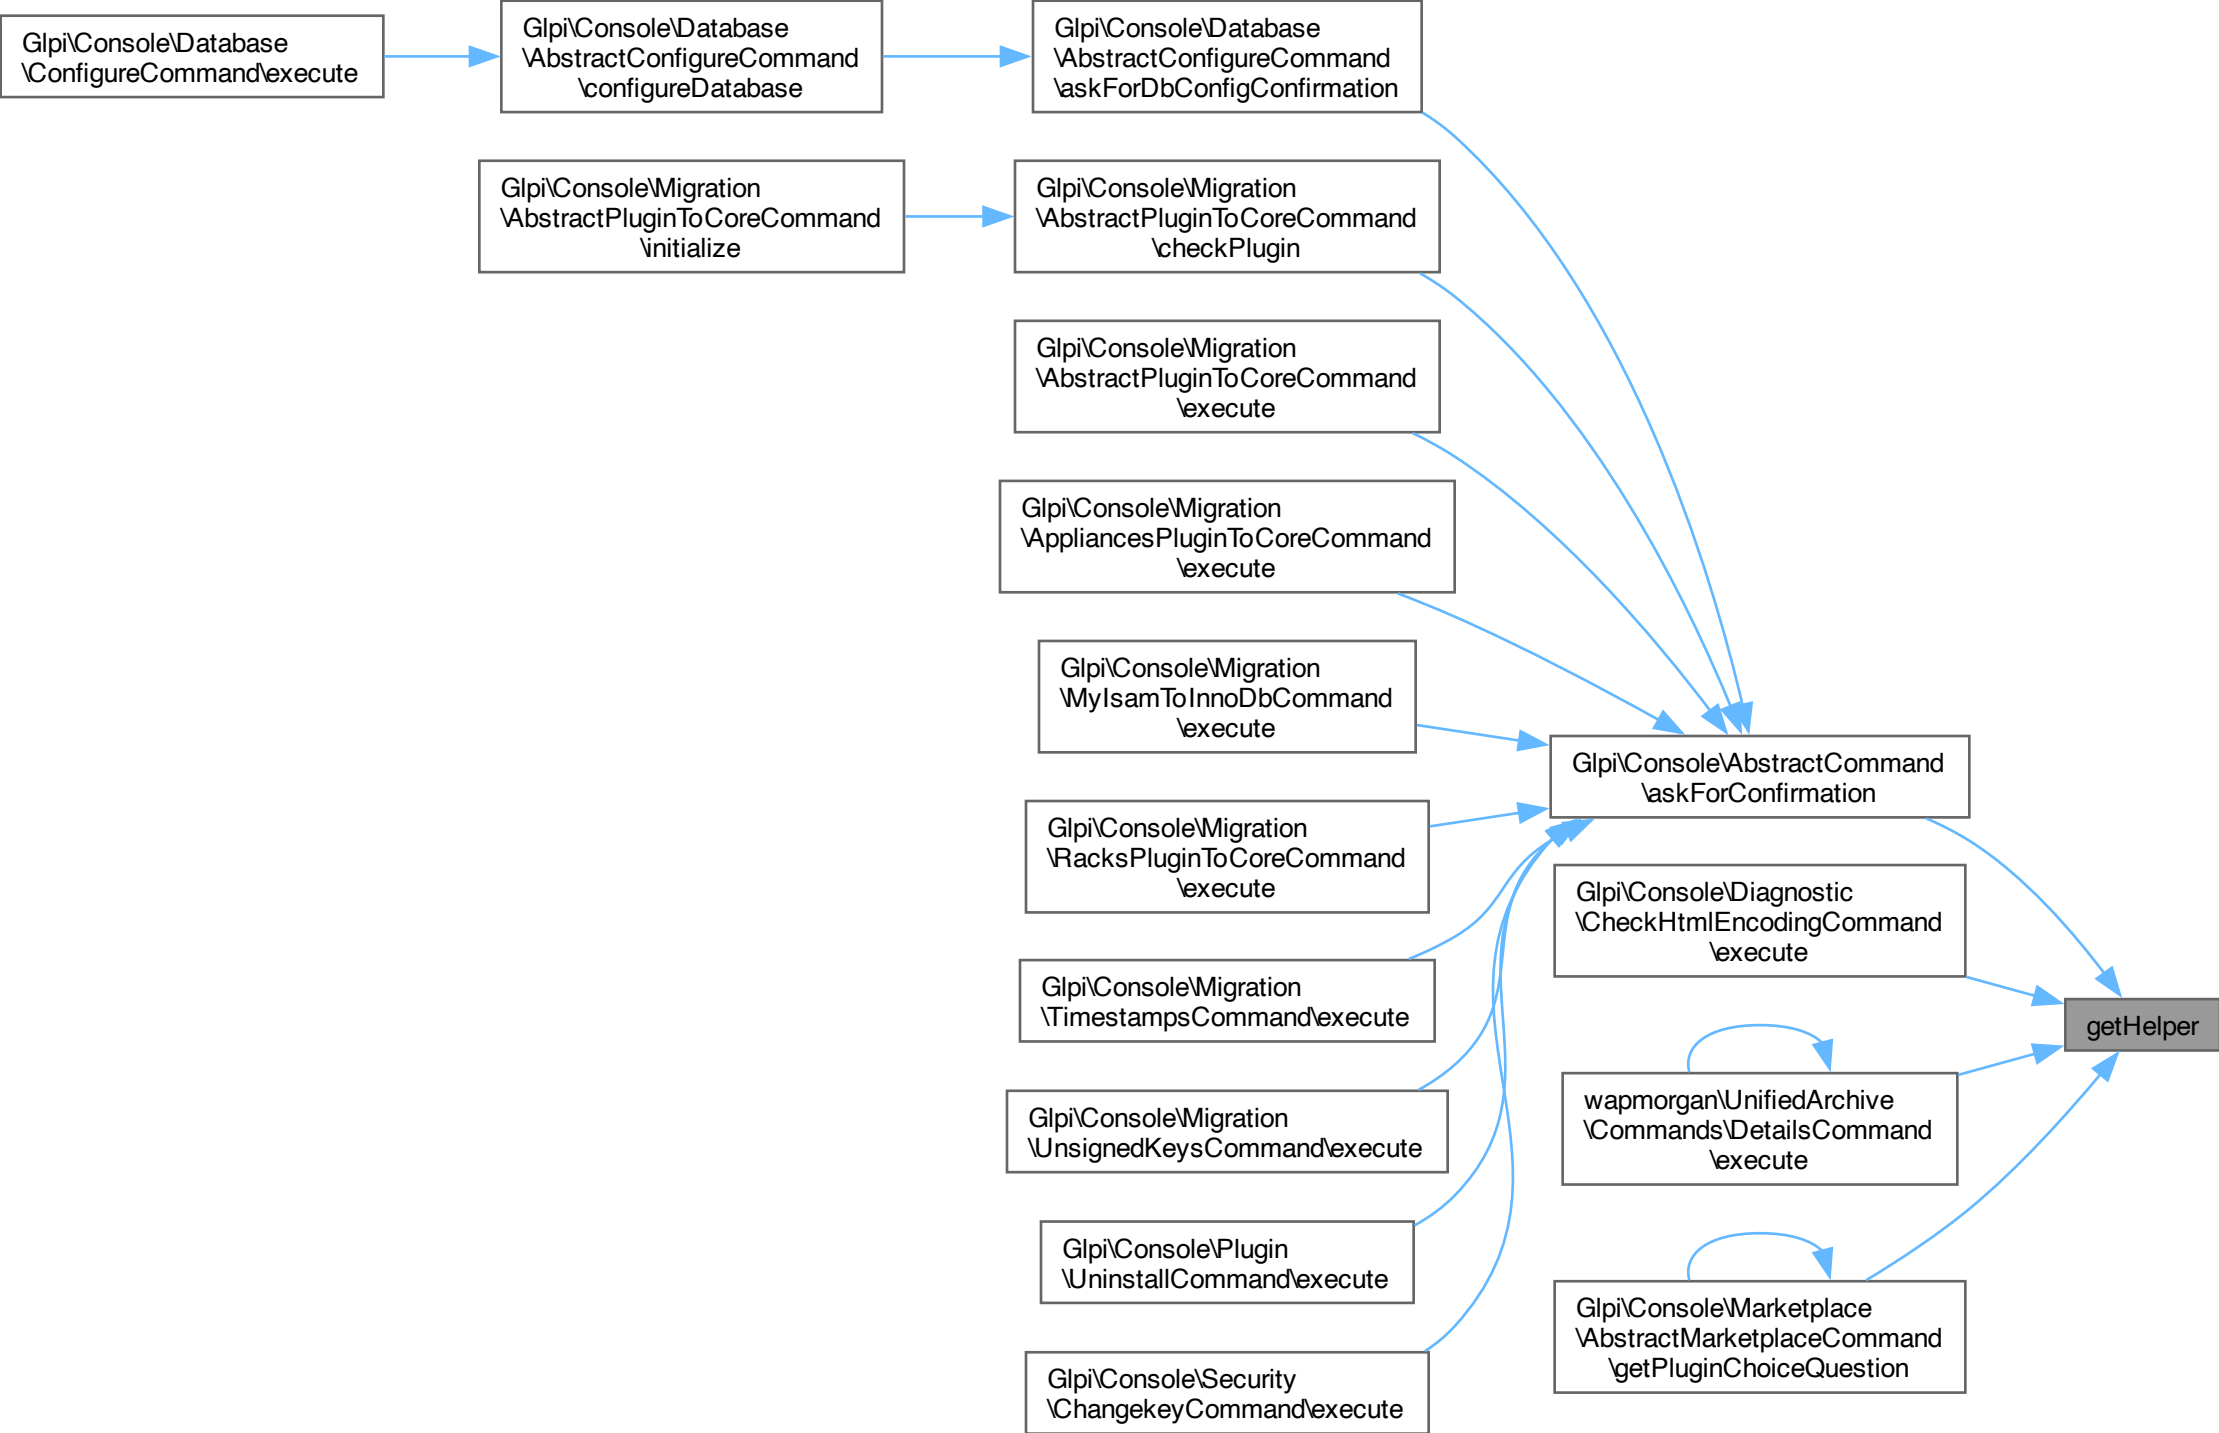 Glpi\Console\Database
\ConfigureCommand\execute
Glpi\Console\Database
\AbstractConfigureCommand
\configureDatabase
Glpi\Console\Database
\AbstractConfigureCommand
\askForDbConfigConfirmation
Glpi\Console\Migration
\AbstractPluginToCoreCommand
\initialize
Glpi\Console\Migration
\AbstractPluginToCoreCommand
\checkPlugin
Glpi\Console\Migration
\AbstractPluginToCoreCommand
\execute
Glpi\Console\Migration
\AppliancesPluginToCoreCommand
\execute
Glpi\Console\Migration
\MyIsamToInnoDbCommand
\execute
Glpi\Console\Migration
\RacksPluginToCoreCommand
\execute
Glpi\Console\Migration
\TimestampsCommand\execute
Glpi\Console\Migration
\UnsignedKeysCommand\execute
Glpi\Console\Plugin
\UninstallCommand\execute
Glpi\Console\Security
\ChangekeyCommand\execute
Glpi\Console\AbstractCommand
\askForConfirmation
Glpi\Console\Diagnostic
\CheckHtmlEncodingCommand
\execute
wapmorgan\UnifiedArchive
\Commands\DetailsCommand
\execute
Glpi\Console\Marketplace
\AbstractMarketplaceCommand
\getPluginChoiceQuestion
getHelper